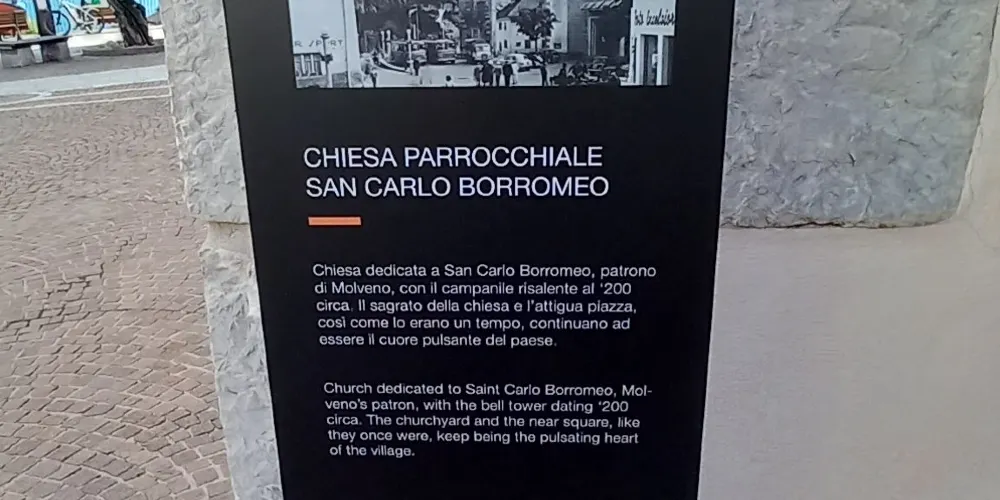 R SPORT
CHIESA PARROCCHIALE
SAN CARLO BORROMEO
Chiesa dedicata a San Carlo Borromeo, patrono
di Molveno, con il campanile risalente al '200
circa. Il sagrato della chiesa e l'attigua piazza,
così come lo erano un tempo, continuano ad
essere il cuore pulsante del paese.
Church dedicated to Saint Carlo Borromeo, Mol-
veno's patron, with the bell tower dating '200
circa. The churchyard and the near square, like
they once were, keep being the pulsating heart
of the village.